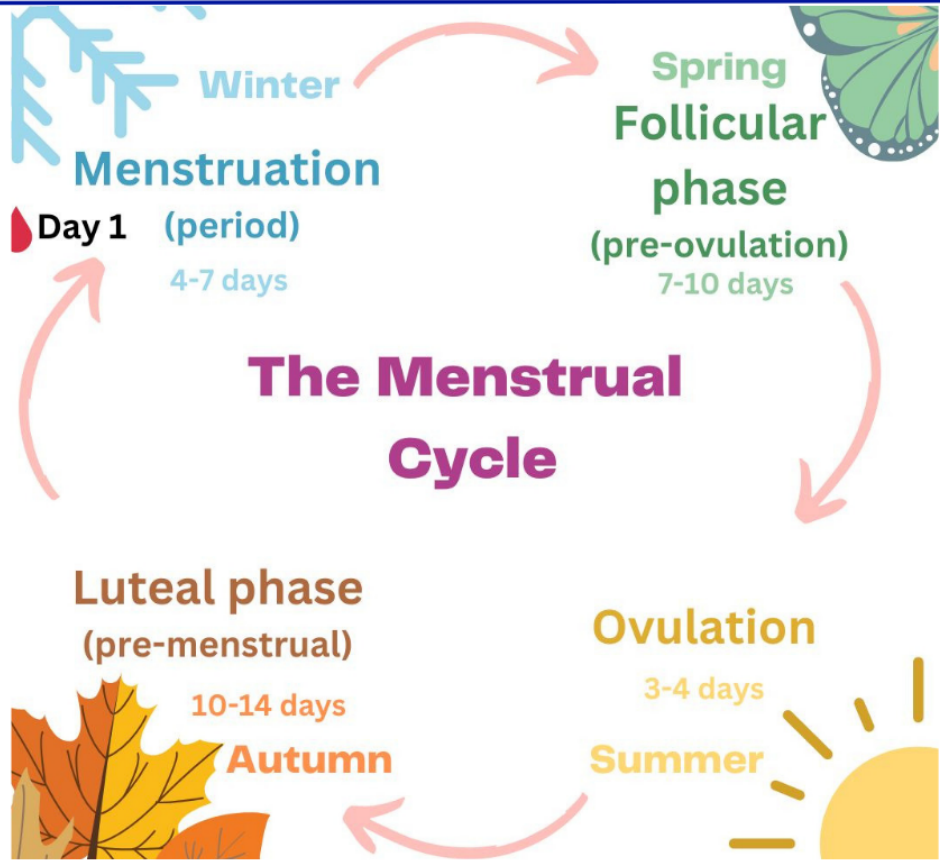 Winter
Menstruation
Day 1 (period)
4-7 days
Spring
Follicular
phase
(pre-ovulation)
7-10 days
The Menstrual
Cycle
Ovulation
3-4 days
Summer
Luteal phase
(pre-menstrual)
10-14 days
Autumn